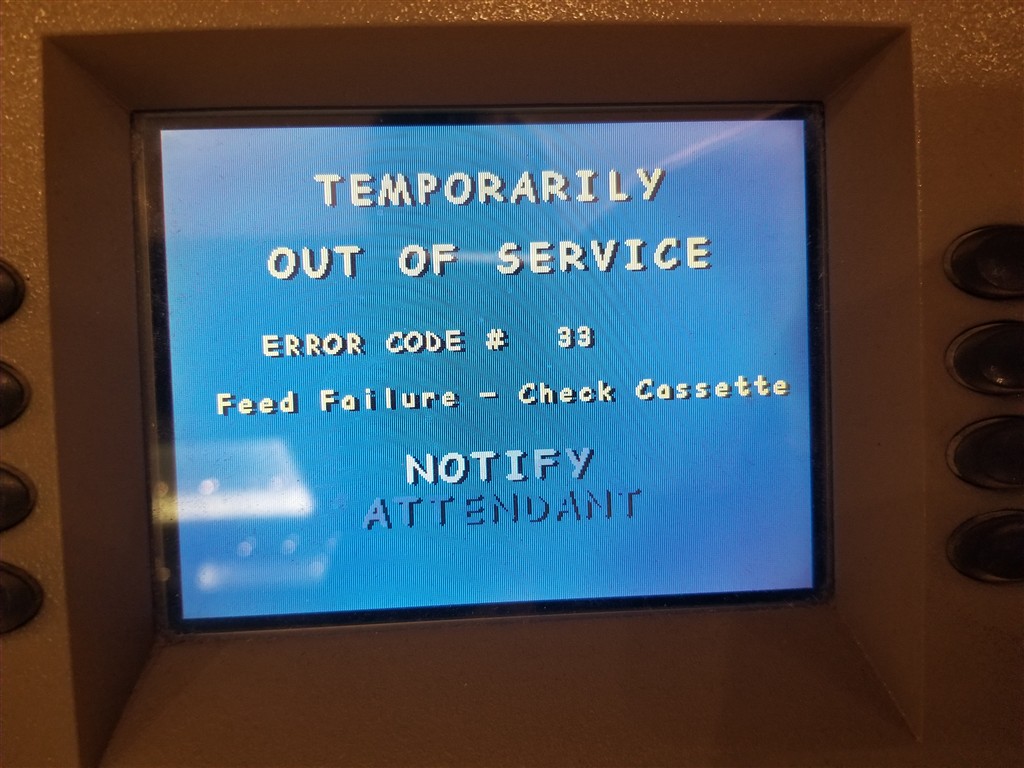 TEMPORARILY
OUT OF SERVICE
ERROR CODE # 33
Feed Failure - Check Cassette
NOTIFY
ATTENDANT